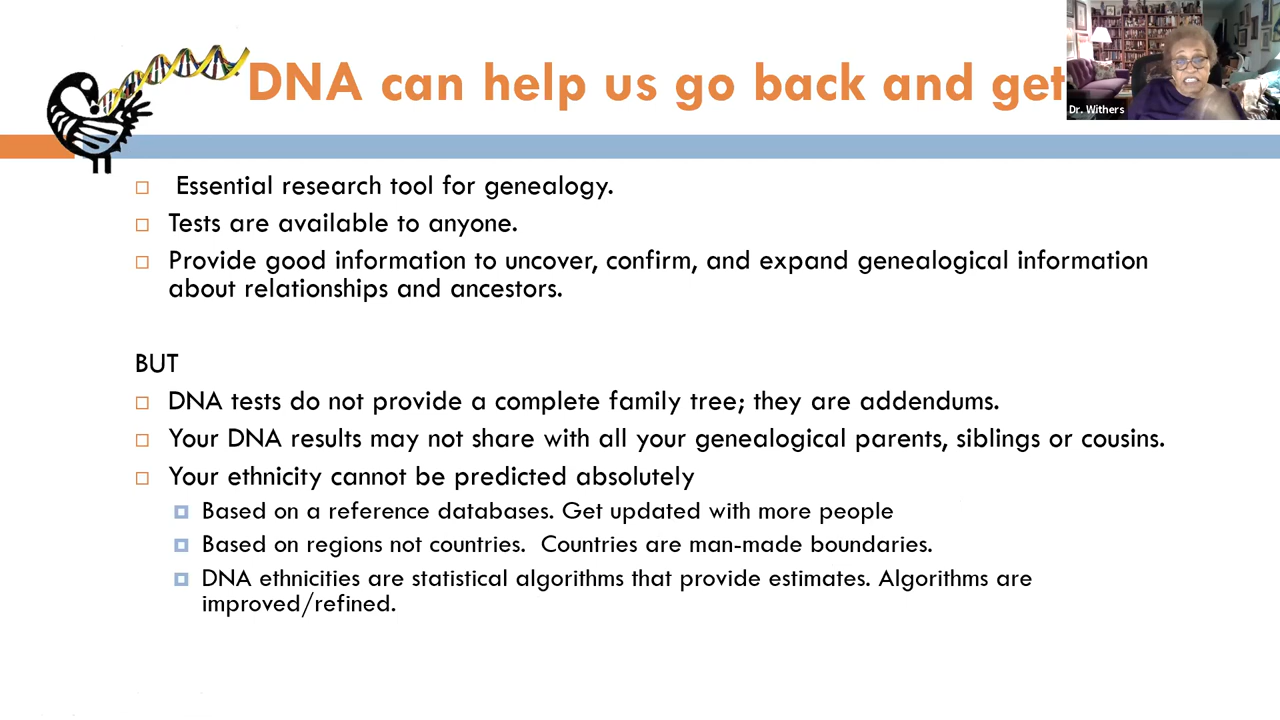 DNA can help us go back and get
Dr. Withers
Essential research tool for genealogy.
Tests are available to anyone.
Provide good information to uncover, confirm, and expand genealogical information
about relationships and ancestors.
BUT
DNA tests do not provide a complete family tree; they are addendums.
Your DNA results may not share with all your genealogical parents, siblings or cousins.
Your ethnicity cannot be predicted absolutely
Based on a reference databases. Get updated with more people
Based on regions not countries.  Countries are man-made boundaries.
DNA ethnicities are statistical algorithms that provide estimates. Algorithms are
improved/refined.